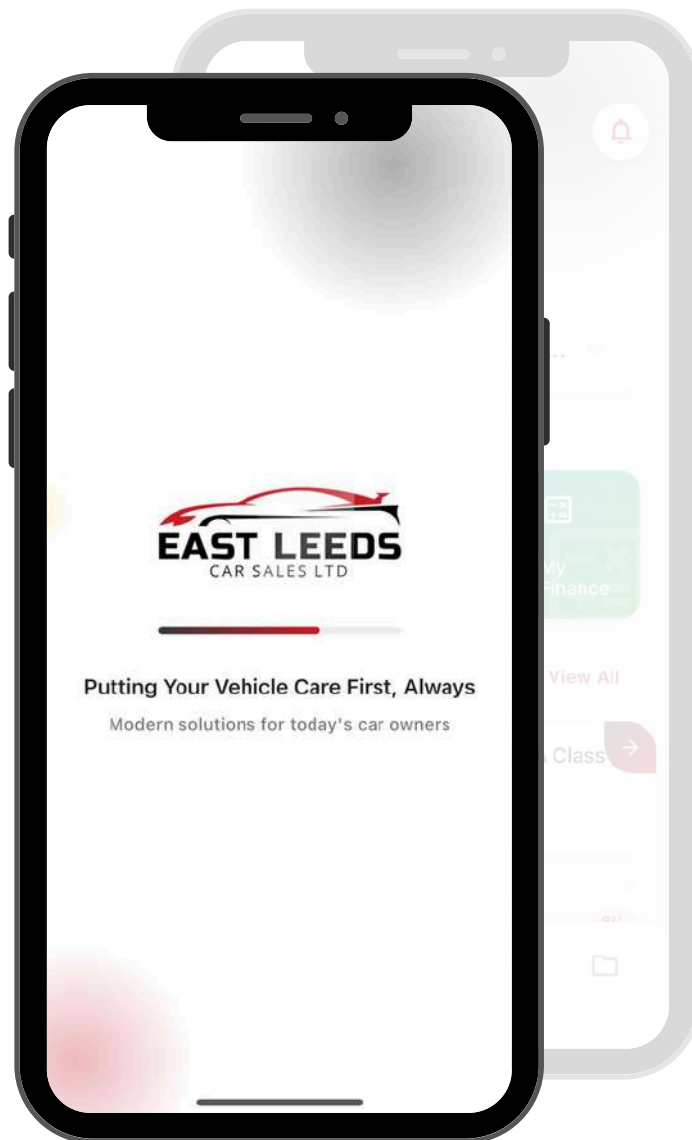 EAST LEEDS
CAR SALES LTD
Putting Your Vehicle Care First, Always
Modern solutions for today's car owners
My
Finance
View All
Class